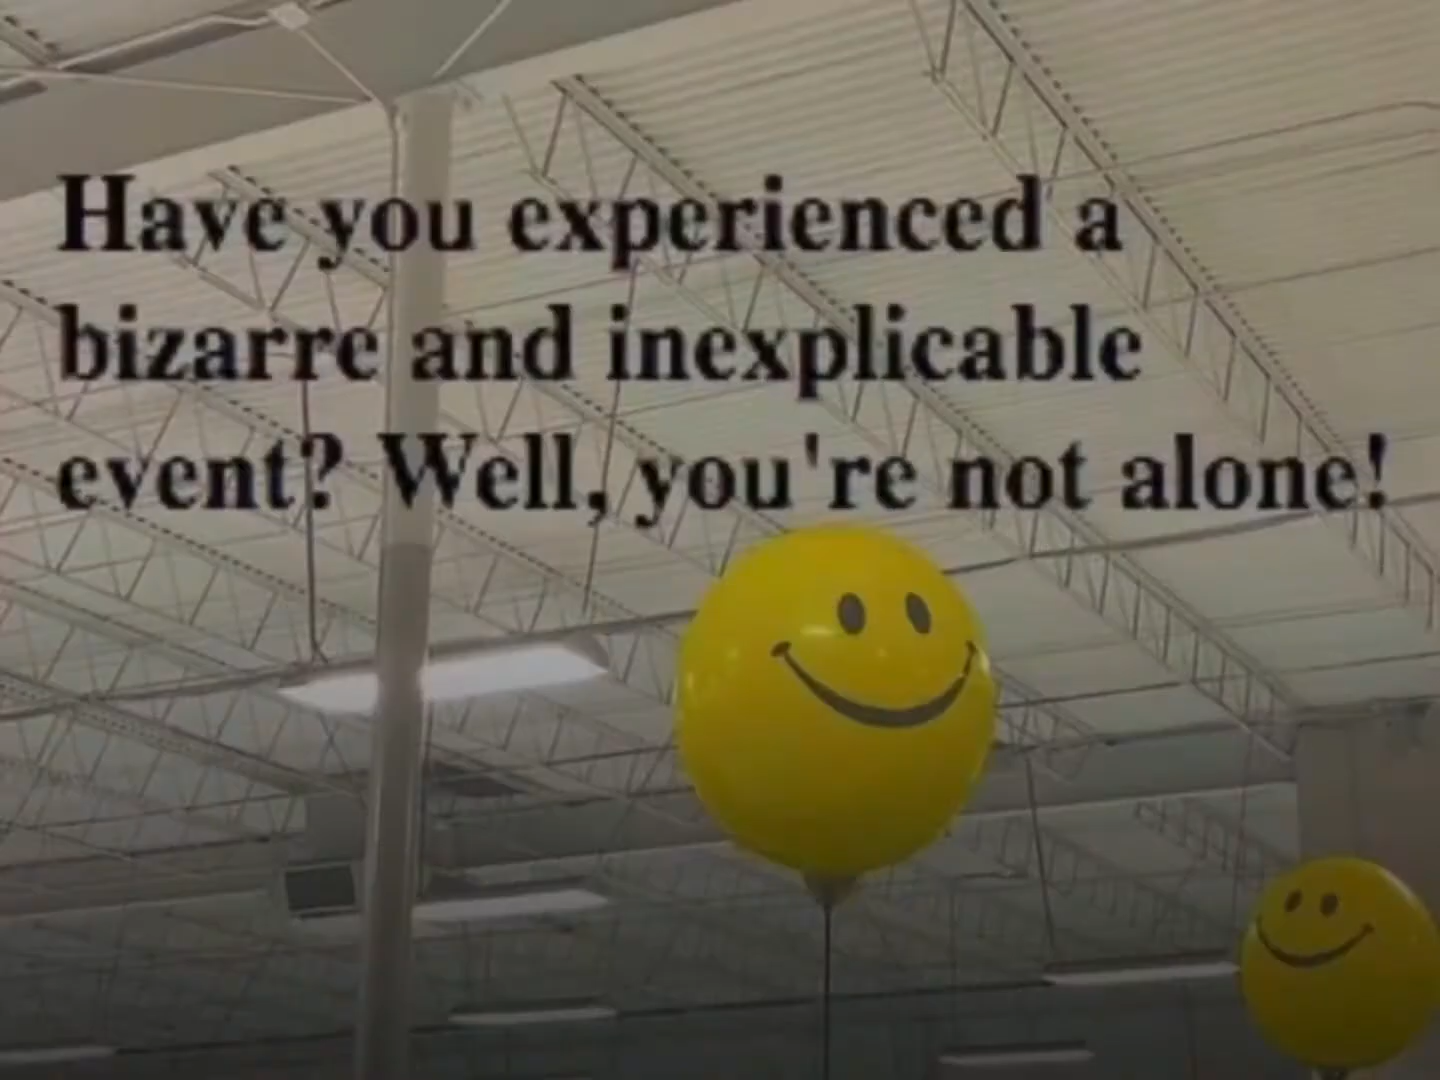 Have you experienced a
bizarre and inexplicable
event? Well, you're not alone!